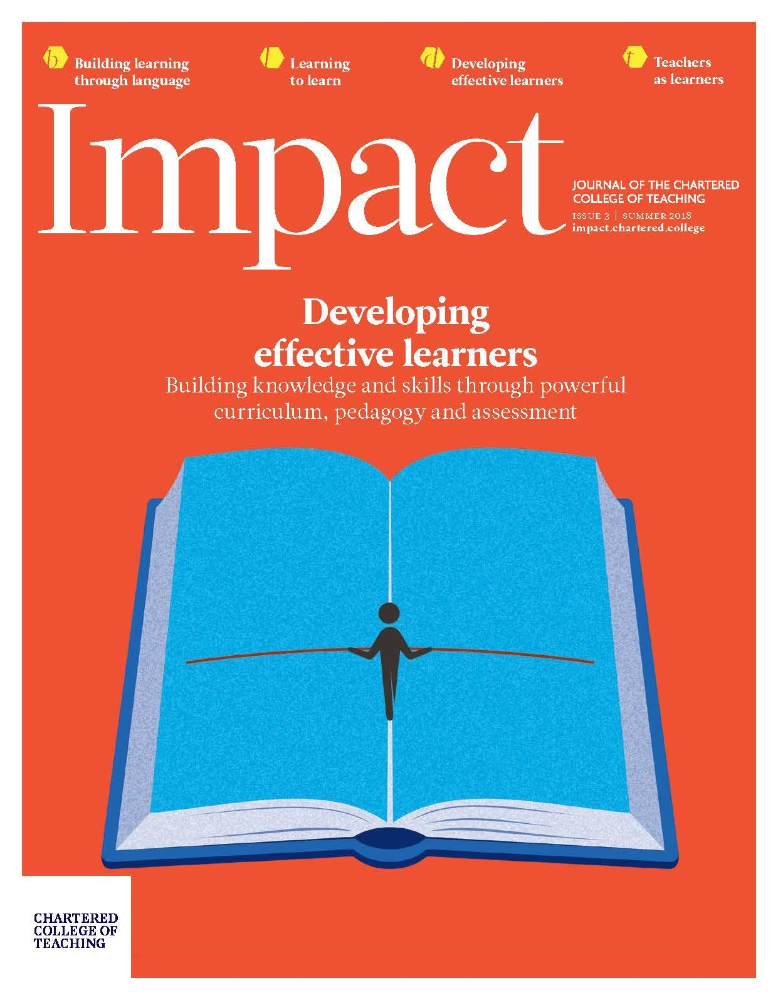 b
Building learning
through language
l
Learning
to learn
d
Developing
effective learners
t
Teachers
as learners
Impact
JOURNAL OF THE CHARTERED
COLLEGE OF TEACHING
ISSUE 3 | SUMMER 2018
impact.chartered.college
Developing
effective learners
Building knowledge and skills through powerful
curriculum, pedagogy and assessment
CHARTERED
COLLEGE OF
TEACHING